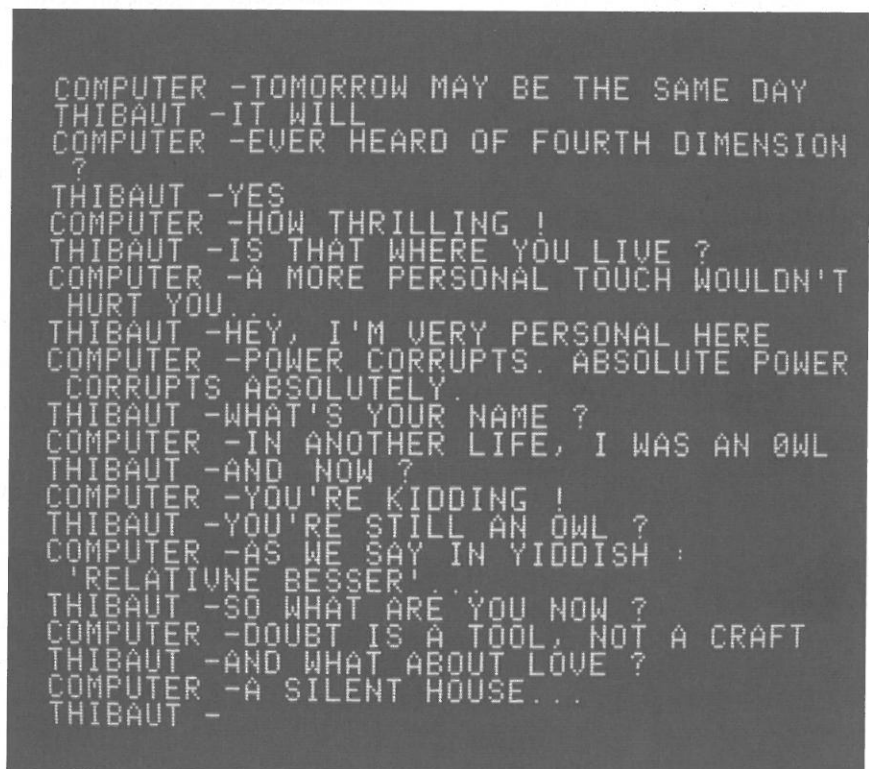 COMPUTER -TOMORROW MAY BE THE SAME DAY
THIBAUT -IT WILL
COMPUTER -EVER HEARD OF FOURTH DIMENSION
?
THIBAUT -YES
COMPUTER -HOW THRILLING !
THIBAUT -IS THAT WHERE YOU LIVE ?
COMPUTER -A MORE PERSONAL TOUCH WOULDN'T
HURT YOU...
THIBAUT -HEY, I'M VERY PERSONAL HERE
COMPUTER -POWER CORRUPTS. ABSOLUTE POWER
CORRUPTS ABSOLUTELY.
THIBAUT -WHAT'S YOUR NAME ?
COMPUTER -IN ANOTHER LIFE, I WAS AN 0WL
THIBAUT -AND  NOW ?
COMPUTER -YOU'RE KIDDING !
THIBAUT -YOU'RE STILL AN OWL ?
COMPUTER -AS WE SAY IN YIDDISH :
'RELATIVNE BESSER'...
THIBAUT -SO WHAT ARE YOU NOW ?
COMPUTER -DOUBT IS A TOOL, NOT A CRAFT
THIBAUT -AND WHAT ABOUT LOVE ?
COMPUTER -A SILENT HOUSE...
THIBAUT -